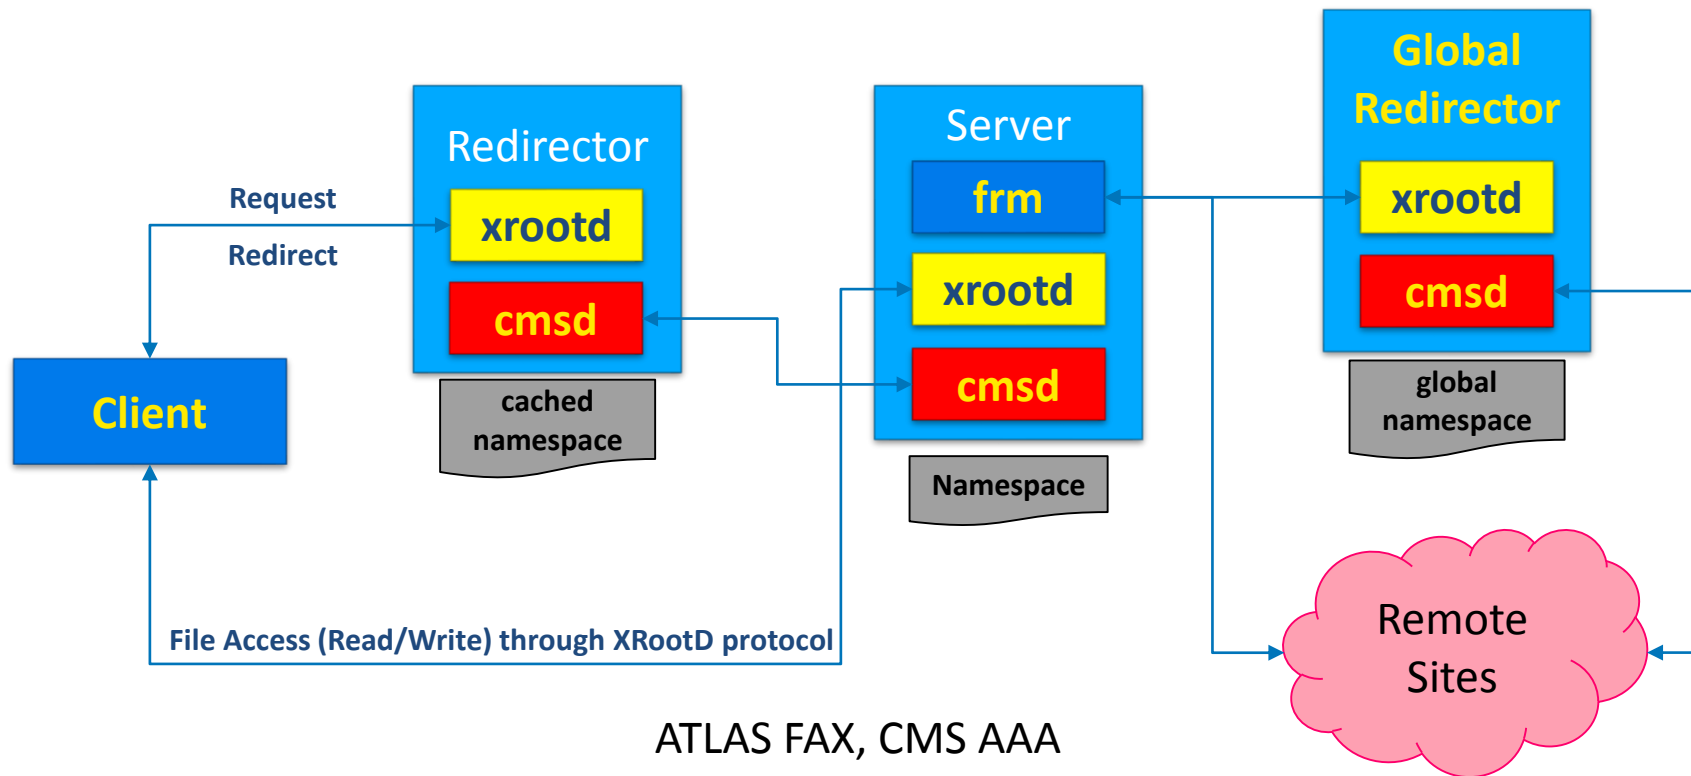 Global
Redirector
xrootd
cmsd
global
namespace
Redirector
xrootd
cmsd
cached
namespace
Server
frm
xrootd
cmsd
Namespace
Request
Redirect
Client
File Access (Read/Write) through XRootD protocol
Remote
Sites
ATLAS FAX, CMS AAA